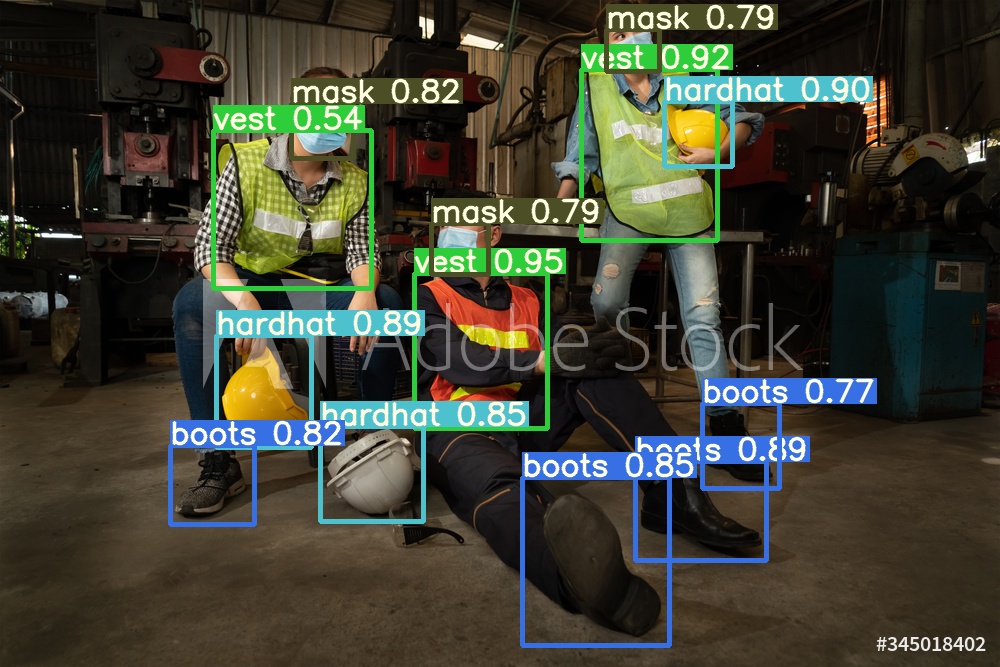 mask 0.79
vest 0.92
mask 0.82
hardhat 0.90
vest 0.54
mask 0.79
vest 0.95
hardhat 0.89
Adobe Stock
boots 0.77
hardhat 0.85
boots 0.82
boots 0.89
boots 0.85
#345018402